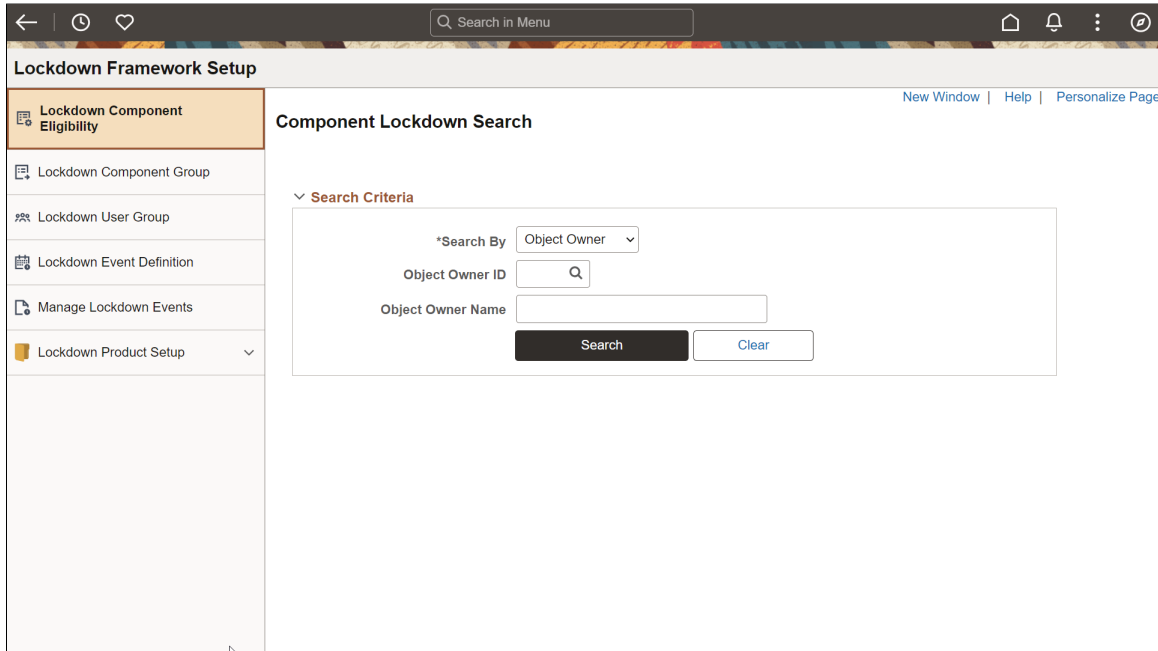 Search in Menu
Lockdown Framework Setup
New Window | Help | Personalize Page
Lockdown Component
Eligibility
Lockdown Component Group
Lockdown User Group
Lockdown Event Definition
Manage Lockdown Events
Lockdown Product Setup
Component Lockdown Search
Search Criteria
*Search By Object Owner
Object Owner ID
Object Owner Name
Search Clear